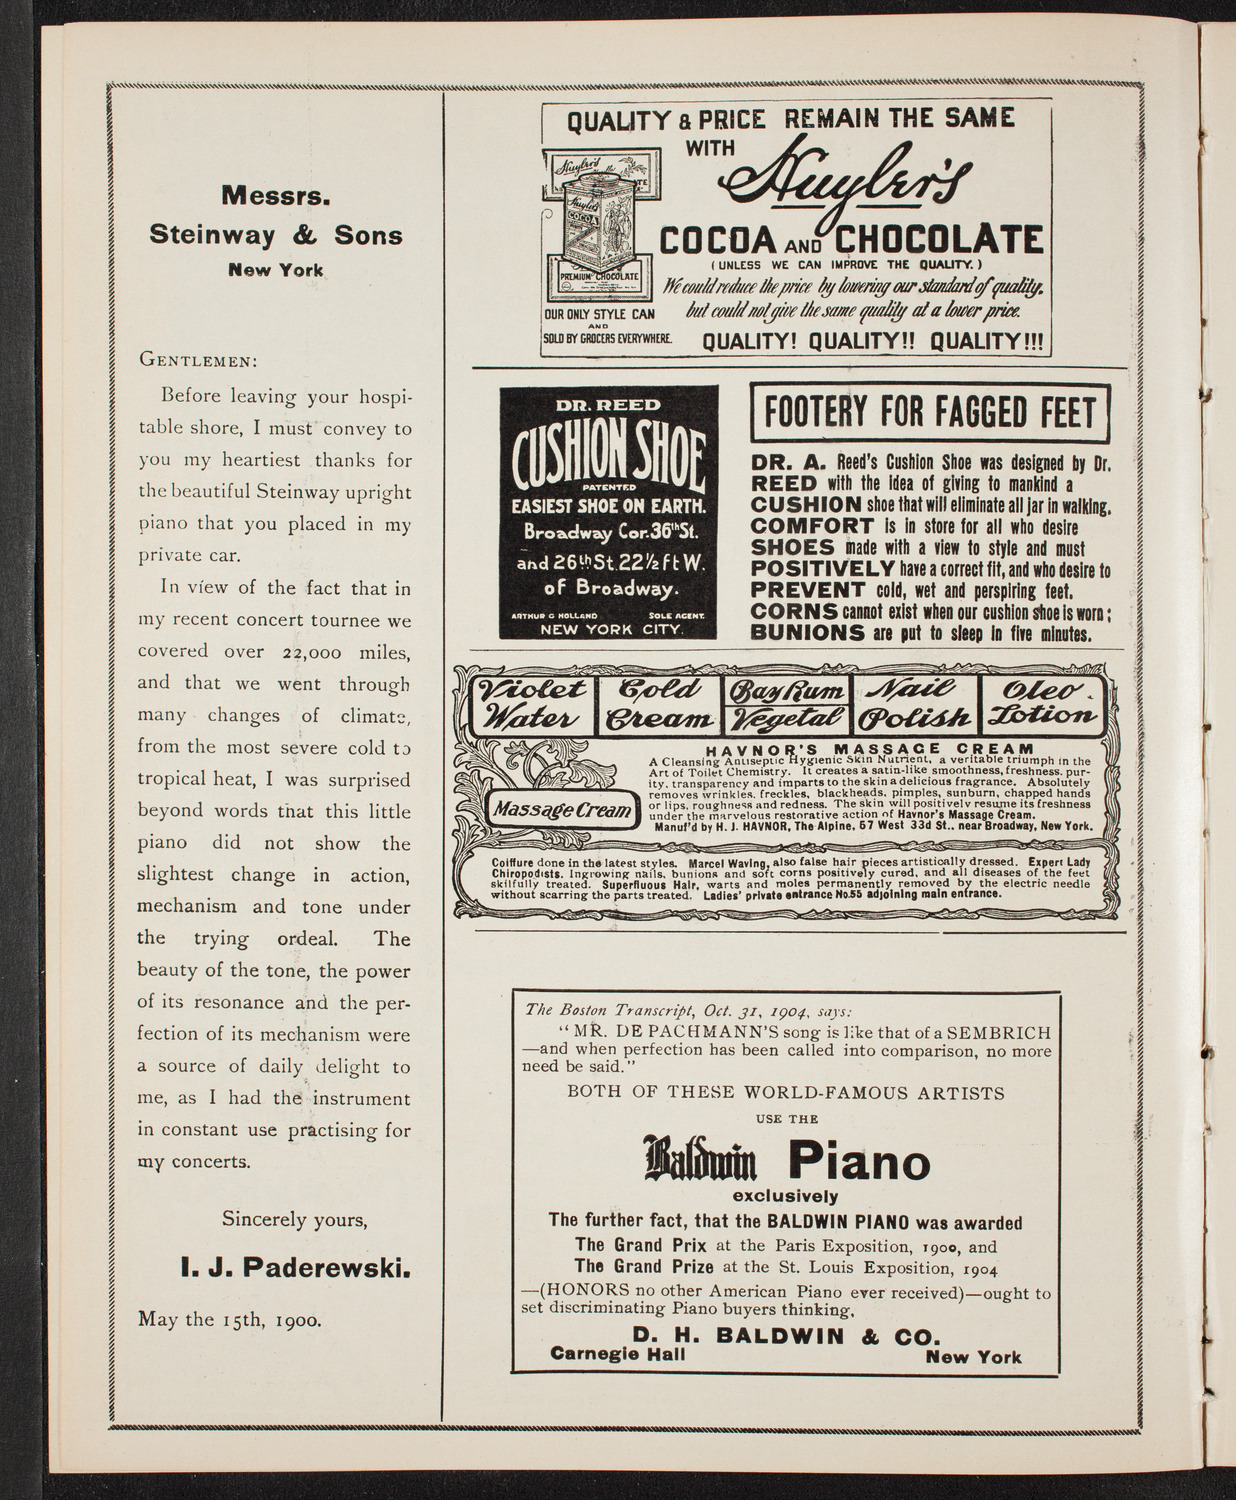 Messrs.
Steinway & Sons
New York
GENTLEMEN:
Before leaving your hospi-
table shore, I must convey to
you my heartiest thanks for
the beautiful Steinway upright
piano that you placed in my
private car.
In view of the fact that in
my recent concert tournee we
covered over 22,000 miles,
and that we went through
many changes of climate,
from the most severe cold to
tropical heat, I was surprised
beyond words that this little
piano did not show the
slightest change in action,
mechanism and tone under
the trying ordeal. The
beauty of the tone, the power
of its resonance and the per-
fection of its mechanism were
a source of daily delight to
me, as I had the instrument
in constant use practising for
my concerts.
Sincerely yours,
I. J. Paderewski.
May the 15th, 1900.
QUALITY & PRICE REMAIN THE SAME
WITH Huyler's
COCOA AND CHOCOLATE
(UNLESS WE CAN IMPROVE THE QUALITY.)
We could reduce the price by lowering our standard of quality,
but could not give the same quality at a lower price.
QUALITY! QUALITY!! QUALITY!!!
Huyler's
Huyler's
COCOA
PREMIUM CHOCOLATE
OUR ONLY STYLE CAN
AND
SOLD BY GROCERS EVERYWHERE.
DR. REED
CUSHION SHOE
PATENTED
EASIEST SHOE ON EARTH.
Broadway Cor. 36th St.
and 26th St. 22½ ft W.
of Broadway.
ARTHUR G HOLLAND SOLE AGENT.
NEW YORK CITY.
FOOTERY FOR FAGGED FEET
DR. A. Reed's Cushion Shoe was designed by Dr.
REED with the idea of giving to mankind a
CUSHION shoe that will eliminate all jar in walking.
COMFORT is in store for all who desire
SHOES made with a view to style and must
POSITIVELY have a correct fit, and who desire to
PREVENT cold, wet and perspiring feet.
CORNS cannot exist when our cushion shoe is worn;
BUNIONS are put to sleep in five minutes.
Violet Water
Cold Cream
Bay Rum
Vegetal
Nail Polish
Oleo Lotion
Massage Cream
HAVNOR'S MASSAGE CREAM
A Cleansing Antiseptic Hygienic Skin Nutrient, a veritable triumph in the
Art of Toilet Chemistry. It creates a satin-like smoothness, freshness, pur-
ity, transparency and imparts to the skin a delicious fragrance. Absolutely
removes wrinkles, freckles, blackheads, pimples, sunburn, chapped hands
or lips, roughness and redness. The skin will positively resume its freshness
under the marvelous restorative action of Havnor's Massage Cream.
Manuf'd by H. J. HAVNOR, The Alpine, 57 West 33d St., near Broadway, New York.
Coiffure done in the latest styles. Marcel Waving, also false hair pieces artistically dressed. Expert Lady
Chiropodists. Ingrowing nails, bunions and soft corns positively cured, and all diseases of the feet
skilfully treated. Superfluous Hair, warts and moles permanently removed by the electric needle
without scarring the parts treated. Ladies' private entrance No. 55 adjoining main entrance.
The Boston Transcript, Oct. 31, 1904, says:
"MR. DE PACHMANN'S song is like that of a SEMBRICH
—and when perfection has been called into comparison, no more
need be said."
BOTH OF THESE WORLD-FAMOUS ARTISTS
USE THE
Baldwin Piano
exclusively
The further fact, that the BALDWIN PIANO was awarded
The Grand Prix at the Paris Exposition, 1900, and
The Grand Prize at the St. Louis Exposition, 1904
—(HONORS no other American Piano ever received)—ought to
set discriminating Piano buyers thinking.
D. H. BALDWIN & CO.
Carnegie Hall New York